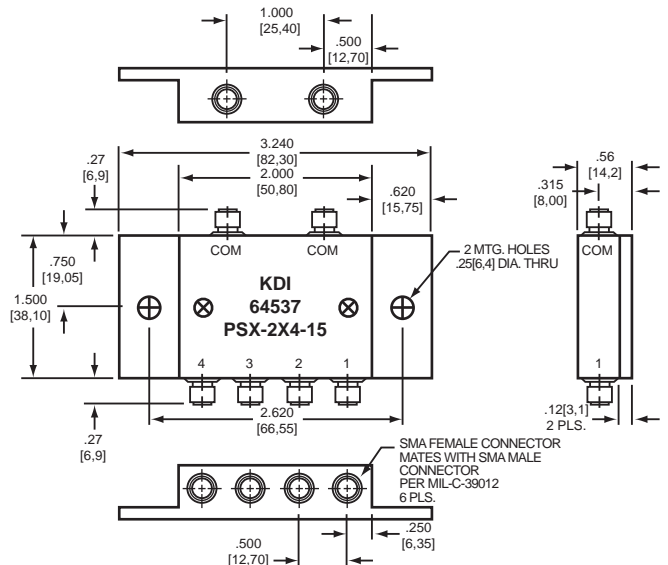 1.000
[25,40]
.500
[12,70]
3.240
[82,30]
2.000
[50,80]
.27
[6,9]
.620
[15,75]
.56
[14,2]
.315
[8,00]
COM
COM
COM
2 MTG. HOLES
.25[6,4] DIA. THRU
.750
[19,05]
1.500
[38,10]
KDI
64537
PSX-2X4-15
4
3
2
1
1
2.620
[66,55]
.27
[6,9]
.12[3,1]
2 PLS.
SMA FEMALE CONNECTOR
MATES WITH SMA MALE
CONNECTOR
PER MIL-C-39012
6 PLS.
.500
[12,70]
.250
[6,35]